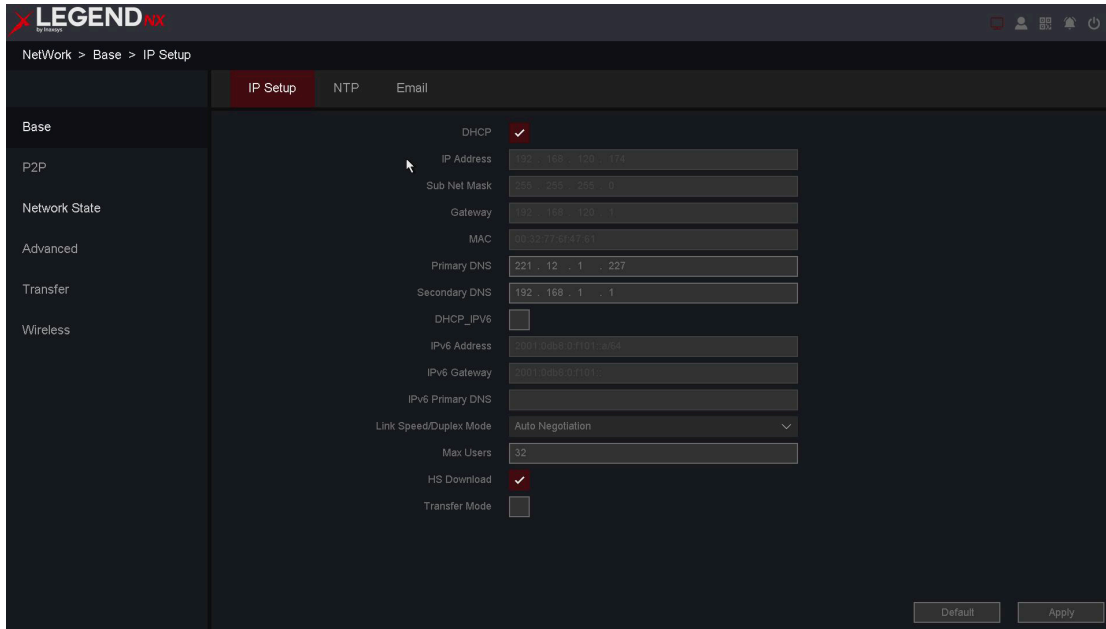 LEGEND NX
by Inaxsys
NetWork > Base > IP Setup
IP Setup NTP Email
Base
P2P
Network State
Advanced
Transfer
Wireless
DHCP
IP Address 192 . 168 . 120 . 174
Sub Net Mask 255 . 255 . 255 . 0
Gateway 192 . 168 . 120 . 1
MAC
Primary DNS 221 . 12 . 1 . 227
Secondary DNS 192 . 168 . 1 . 1
DHCP_IPV6
IPv6 Address
IPv6 Gateway
IPv6 Primary DNS
Link Speed/Duplex Mode Auto Negotiation
Max Users 32
HS Download
Transfer Mode
Default Apply